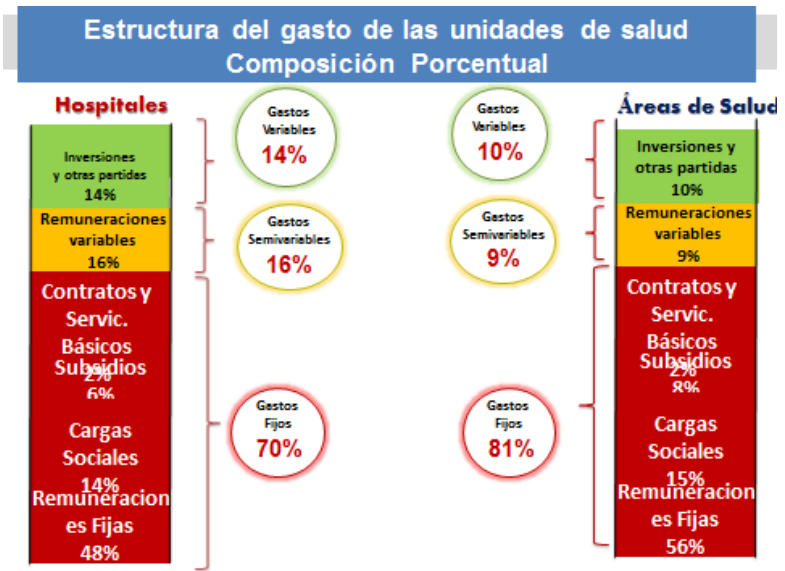 Estructura del gasto de las unidades de salud
Composición Porcentual
Hospitales
Inversiones
y otras partidas
14%
Remuneraciones
variables
16%
Contratos y
Servic.
Básicos
2%
Subsidios
6%
Cargas
Sociales
14%
Remuneracion
es Fijas
48%
Gastos
Variables
14%
Gastos
Semivariables
16%
Gastos
Fijos
70%
Gastos
Variables
10%
Gastos
Semivariables
9%
Gastos
Fijos
81%
Áreas de Salud
Inversiones y
otras partidas
10%
Remuneraciones
variables
9%
Contratos y
Servic.
Básicos
2%
Subsidios
8%
Cargas
Sociales
15%
Remuneracion
es Fijas
56%